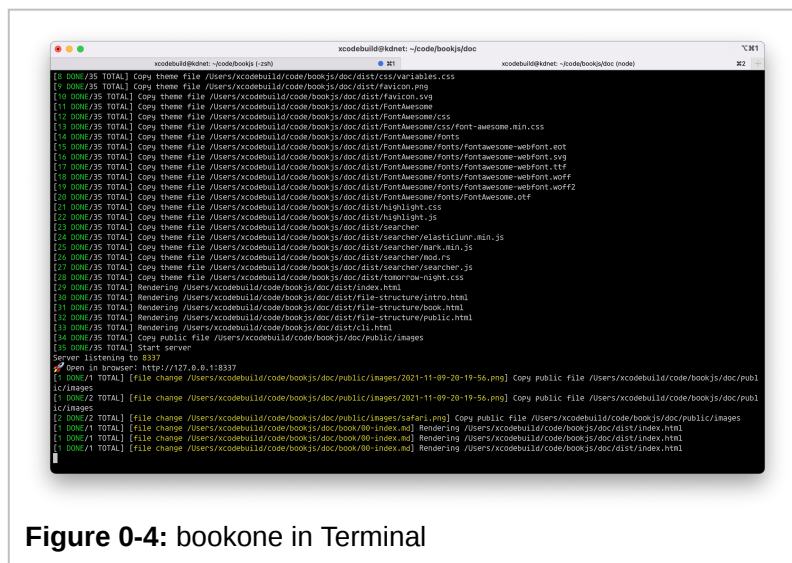 xcodebuild@kdnet: ~/code/bookjs/doc
⌥⌘1
xcodebuild@kdnet: ~/code/bookjs (-zsh)
⌘1
xcodebuild@kdnet: ~/code/bookjs/doc (node)
⌘2
+
[8 DONE/35 TOTAL] Copy theme file /Users/xcodebuild/code/bookjs/doc/dist/css/variables.css
[9 DONE/35 TOTAL] Copy theme file /Users/xcodebuild/code/bookjs/doc/dist/favicon.png
[10 DONE/35 TOTAL] Copy theme file /Users/xcodebuild/code/bookjs/doc/dist/favicon.svg
[11 DONE/35 TOTAL] Copy theme file /Users/xcodebuild/code/bookjs/doc/dist/FontAwesome
[12 DONE/35 TOTAL] Copy theme file /Users/xcodebuild/code/bookjs/doc/dist/FontAwesome/css
[13 DONE/35 TOTAL] Copy theme file /Users/xcodebuild/code/bookjs/doc/dist/FontAwesome/css/font-awesome.min.css
[14 DONE/35 TOTAL] Copy theme file /Users/xcodebuild/code/bookjs/doc/dist/FontAwesome/fonts
[15 DONE/35 TOTAL] Copy theme file /Users/xcodebuild/code/bookjs/doc/dist/FontAwesome/fonts/fontawesome-webfont.eot
[16 DONE/35 TOTAL] Copy theme file /Users/xcodebuild/code/bookjs/doc/dist/FontAwesome/fonts/fontawesome-webfont.svg
[17 DONE/35 TOTAL] Copy theme file /Users/xcodebuild/code/bookjs/doc/dist/FontAwesome/fonts/fontawesome-webfont.ttf
[18 DONE/35 TOTAL] Copy theme file /Users/xcodebuild/code/bookjs/doc/dist/FontAwesome/fonts/fontawesome-webfont.woff
[19 DONE/35 TOTAL] Copy theme file /Users/xcodebuild/code/bookjs/doc/dist/FontAwesome/fonts/fontawesome-webfont.woff2
[20 DONE/35 TOTAL] Copy theme file /Users/xcodebuild/code/bookjs/doc/dist/FontAwesome/fonts/FontAwesome.otf
[21 DONE/35 TOTAL] Copy theme file /Users/xcodebuild/code/bookjs/doc/dist/highlight.css
[22 DONE/35 TOTAL] Copy theme file /Users/xcodebuild/code/bookjs/doc/dist/highlight.js
[23 DONE/35 TOTAL] Copy theme file /Users/xcodebuild/code/bookjs/doc/dist/searcher
[24 DONE/35 TOTAL] Copy theme file /Users/xcodebuild/code/bookjs/doc/dist/searcher/elasticlunr.min.js
[25 DONE/35 TOTAL] Copy theme file /Users/xcodebuild/code/bookjs/doc/dist/searcher/mark.min.js
[26 DONE/35 TOTAL] Copy theme file /Users/xcodebuild/code/bookjs/doc/dist/searcher/mod.rs
[27 DONE/35 TOTAL] Copy theme file /Users/xcodebuild/code/bookjs/doc/dist/searcher/searcher.js
[28 DONE/35 TOTAL] Copy theme file /Users/xcodebuild/code/bookjs/doc/dist/tomorrow-night.css
[29 DONE/35 TOTAL] Rendering /Users/xcodebuild/code/bookjs/doc/dist/index.html
[30 DONE/35 TOTAL] Rendering /Users/xcodebuild/code/bookjs/doc/dist/file-structure/intro.html
[31 DONE/35 TOTAL] Rendering /Users/xcodebuild/code/bookjs/doc/dist/file-structure/book.html
[32 DONE/35 TOTAL] Rendering /Users/xcodebuild/code/bookjs/doc/dist/file-structure/public.html
[33 DONE/35 TOTAL] Rendering /Users/xcodebuild/code/bookjs/doc/dist/cli.html
[34 DONE/35 TOTAL] Copy public file /Users/xcodebuild/code/bookjs/doc/public/images
[35 DONE/35 TOTAL] Start server
Server listening to 8337
🚀 Open in browser: http://127.0.0.1:8337
[1 DONE/1 TOTAL] [file change /Users/xcodebuild/code/bookjs/doc/public/images/2021-11-09-20-19-56.png] Copy public file /Users/xcodebuild/code/bookjs/doc/publ
ic/images
[1 DONE/2 TOTAL] [file change /Users/xcodebuild/code/bookjs/doc/public/images/2021-11-09-20-19-56.png] Copy public file /Users/xcodebuild/code/bookjs/doc/publ
ic/images
[2 DONE/2 TOTAL] [file change /Users/xcodebuild/code/bookjs/doc/public/images/safari.png] Copy public file /Users/xcodebuild/code/bookjs/doc/public/images
[1 DONE/1 TOTAL] [file change /Users/xcodebuild/code/bookjs/doc/book/00-index.md] Rendering /Users/xcodebuild/code/bookjs/doc/dist/index.html
[1 DONE/1 TOTAL] [file change /Users/xcodebuild/code/bookjs/doc/book/00-index.md] Rendering /Users/xcodebuild/code/bookjs/doc/dist/index.html
[1 DONE/1 TOTAL] [file change /Users/xcodebuild/code/bookjs/doc/book/00-index.md] Rendering /Users/xcodebuild/code/bookjs/doc/dist/index.html
Figure 0-4: bookone in Terminal